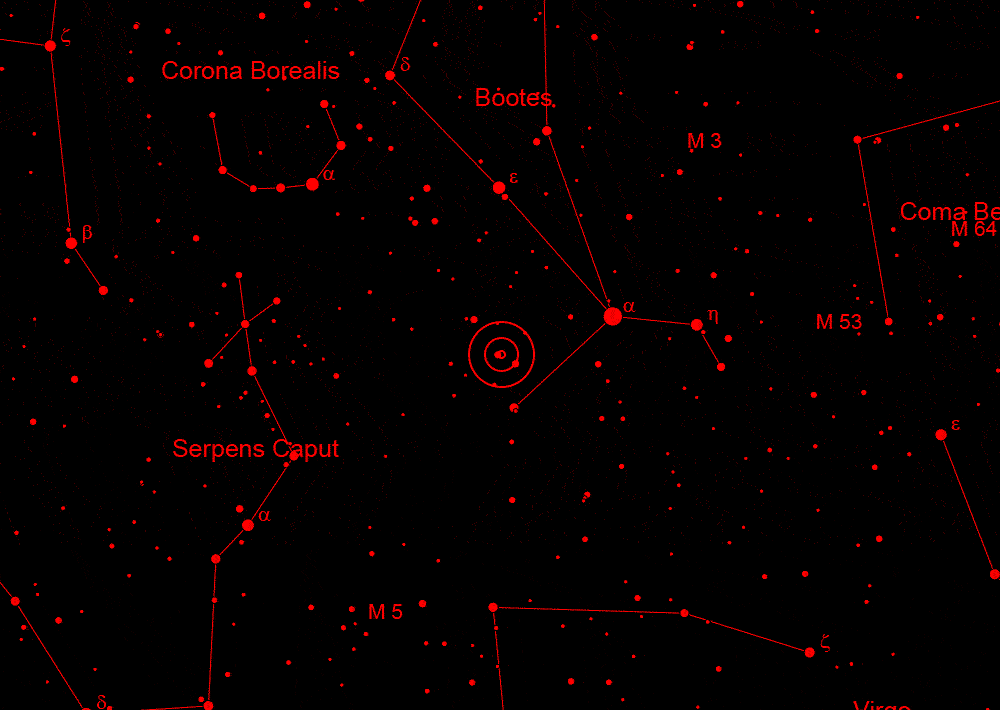 ζ
δ
Corona Borealis
Bootes
M 3
α
ε
Coma Be
M 64
β
α
η
M 53
ε
Serpens Caput
α
M 5
ζ
δ
Virgo